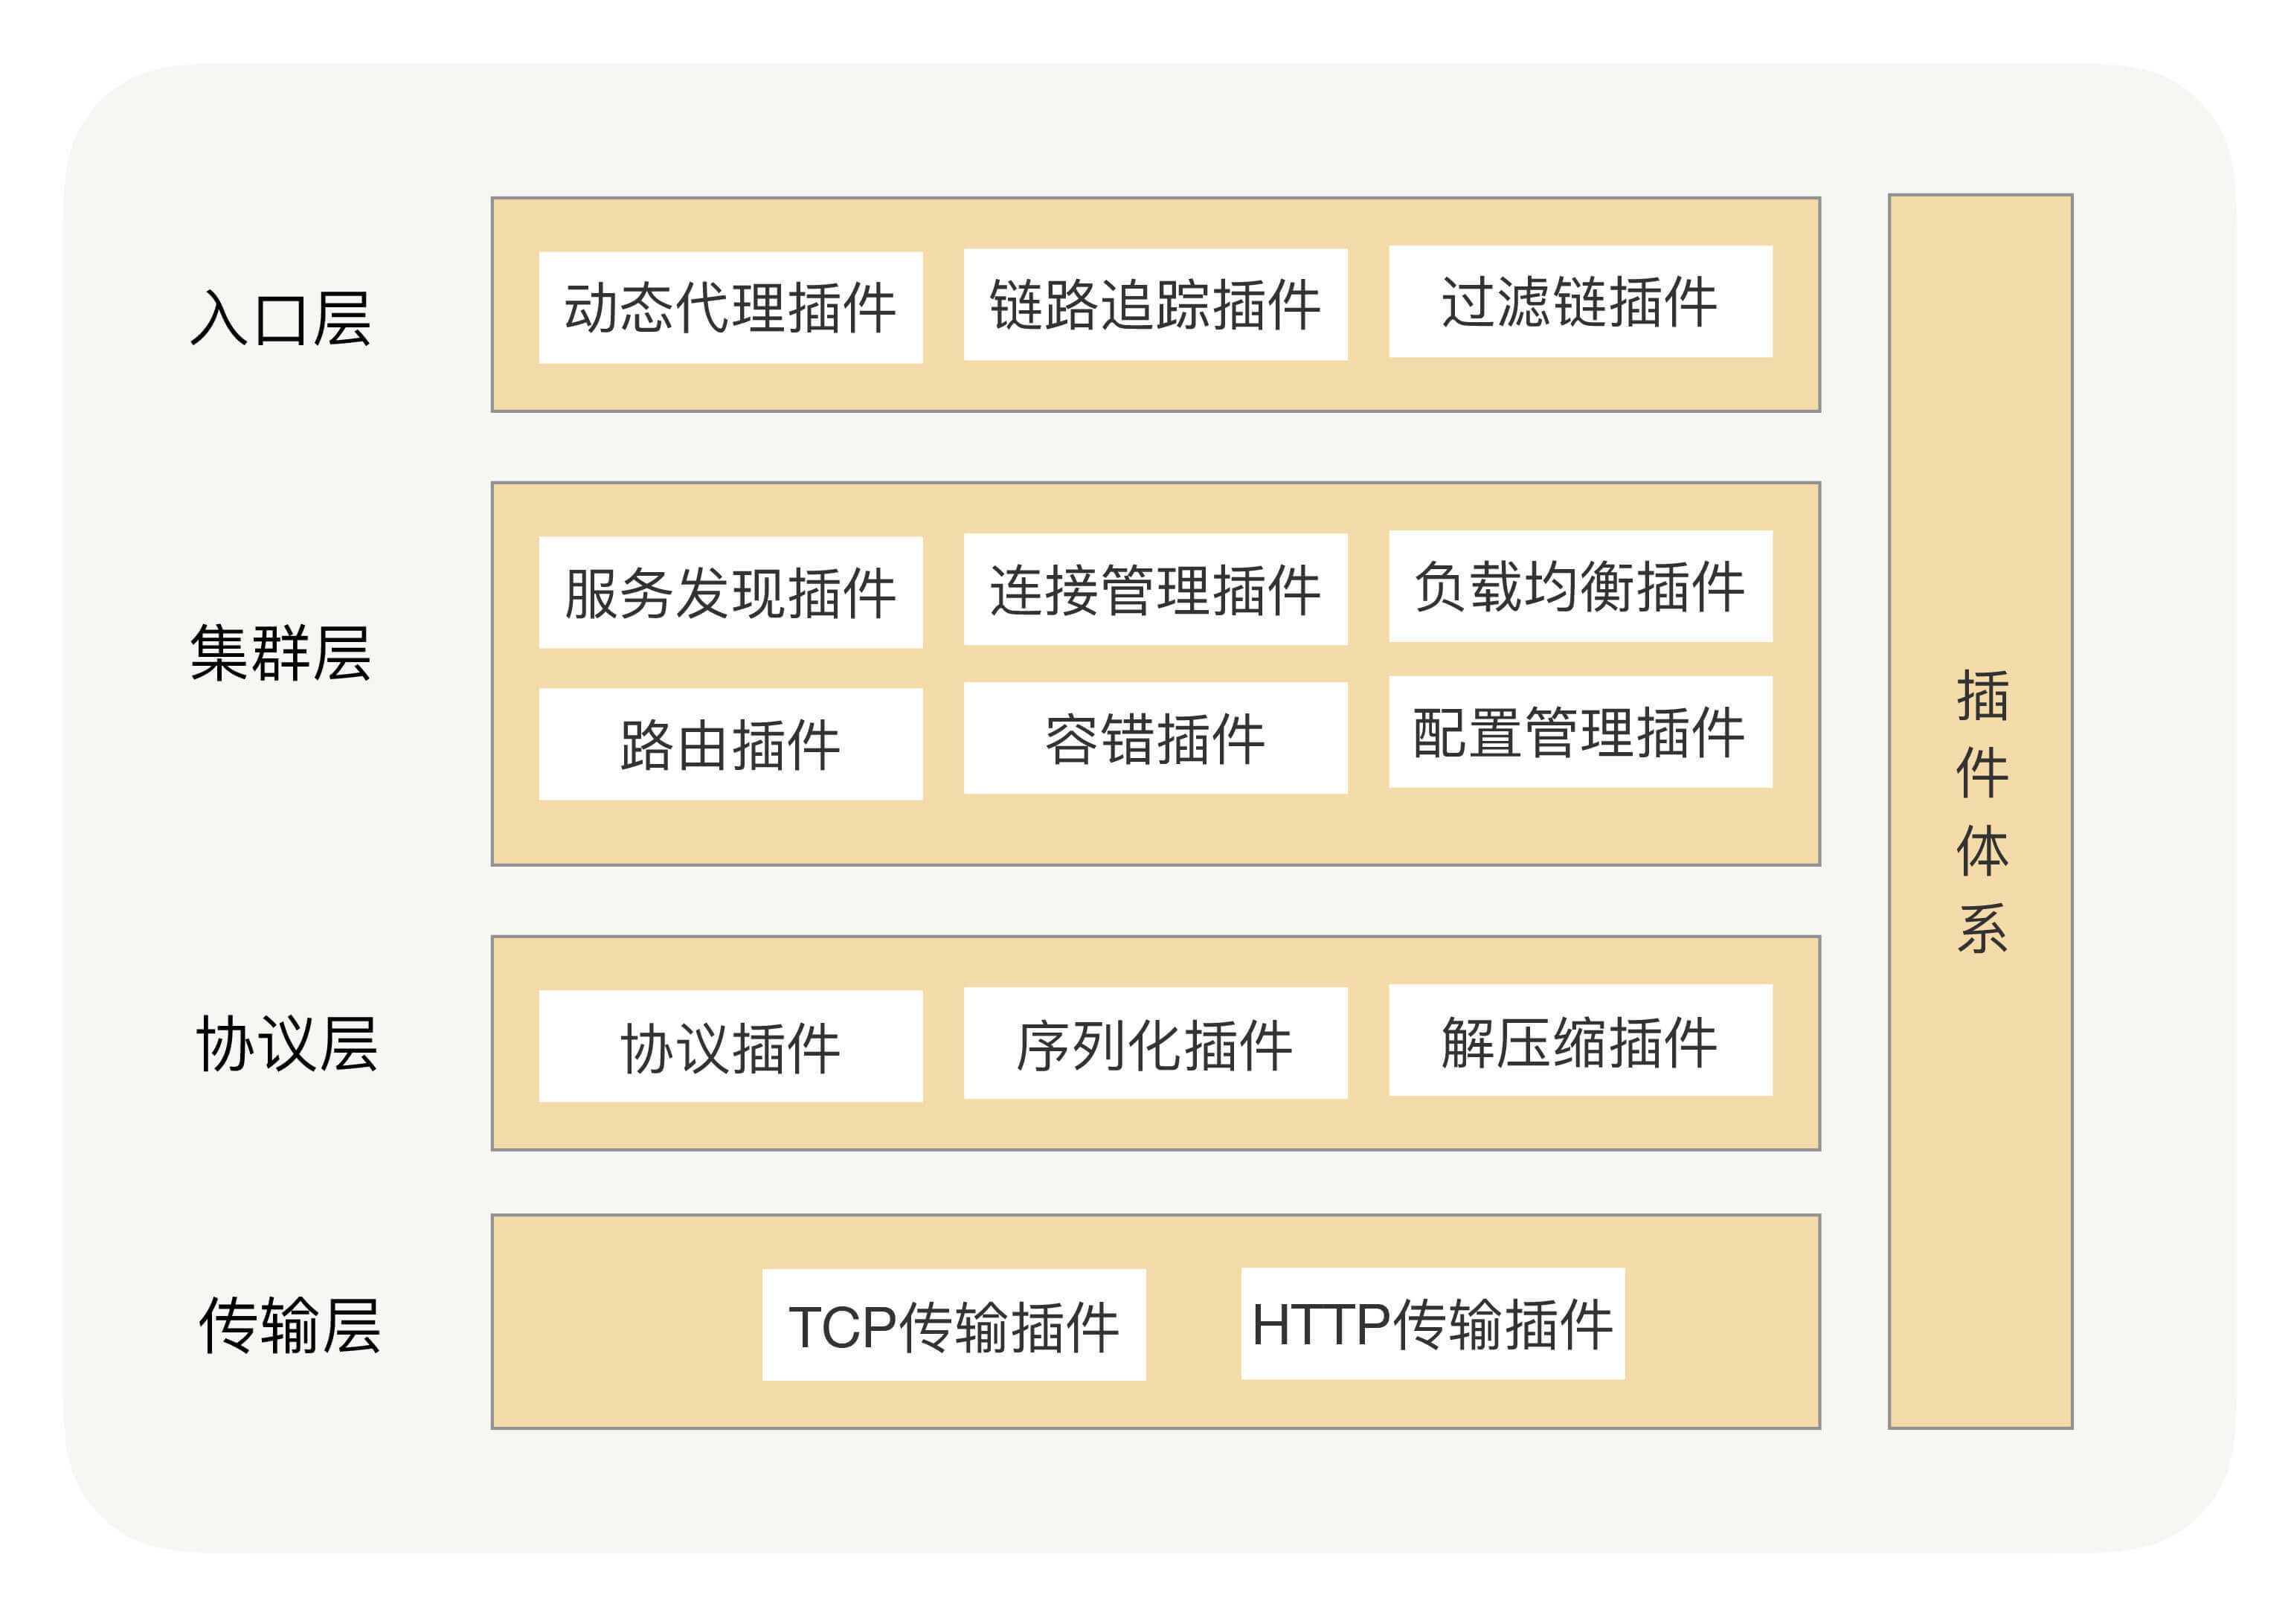 入口层
动态代理插件
链路追踪插件
过滤链插件
集群层
服务发现插件
连接管理插件
负载均衡插件
路由插件
容错插件
配置管理插件
协议层
协议插件
序列化插件
解压缩插件
传输层
TCP传输插件
HTTP传输插件
插件体系